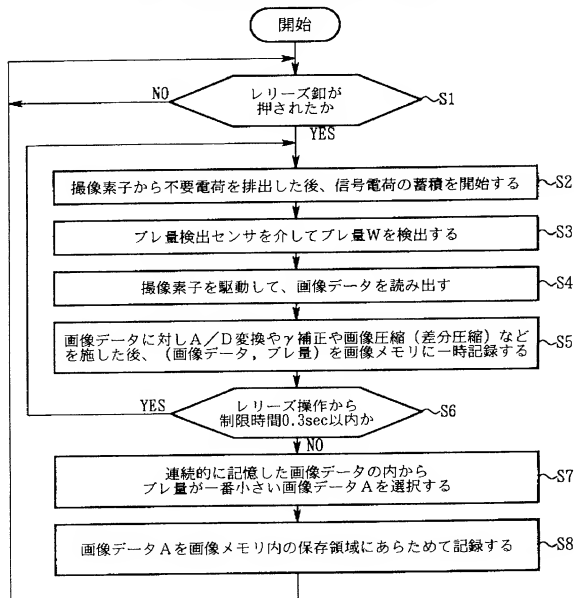 開始
NO
レリーズ釦が
押されたか
S1
YES
撮像素子から不要電荷を排出した後、信号電荷の蓄積を開始する
S2
ブレ量検出センサを介してブレ量Wを検出する
S3
撮像素子を駆動して、画像データを読み出す
S4
画像データに対しA／D変換やγ補正や画像圧縮（差分圧縮）など
を施した後、（画像データ，ブレ量）を画像メモリに一時記録する
S5
YES
レリーズ操作から
制限時間0.3sec以内か
S6
NO
連続的に記憶した画像データの内から
ブレ量が一番小さい画像データAを選択する
S7
画像データAを画像メモリ内の保存領域にあらためて記録する
S8